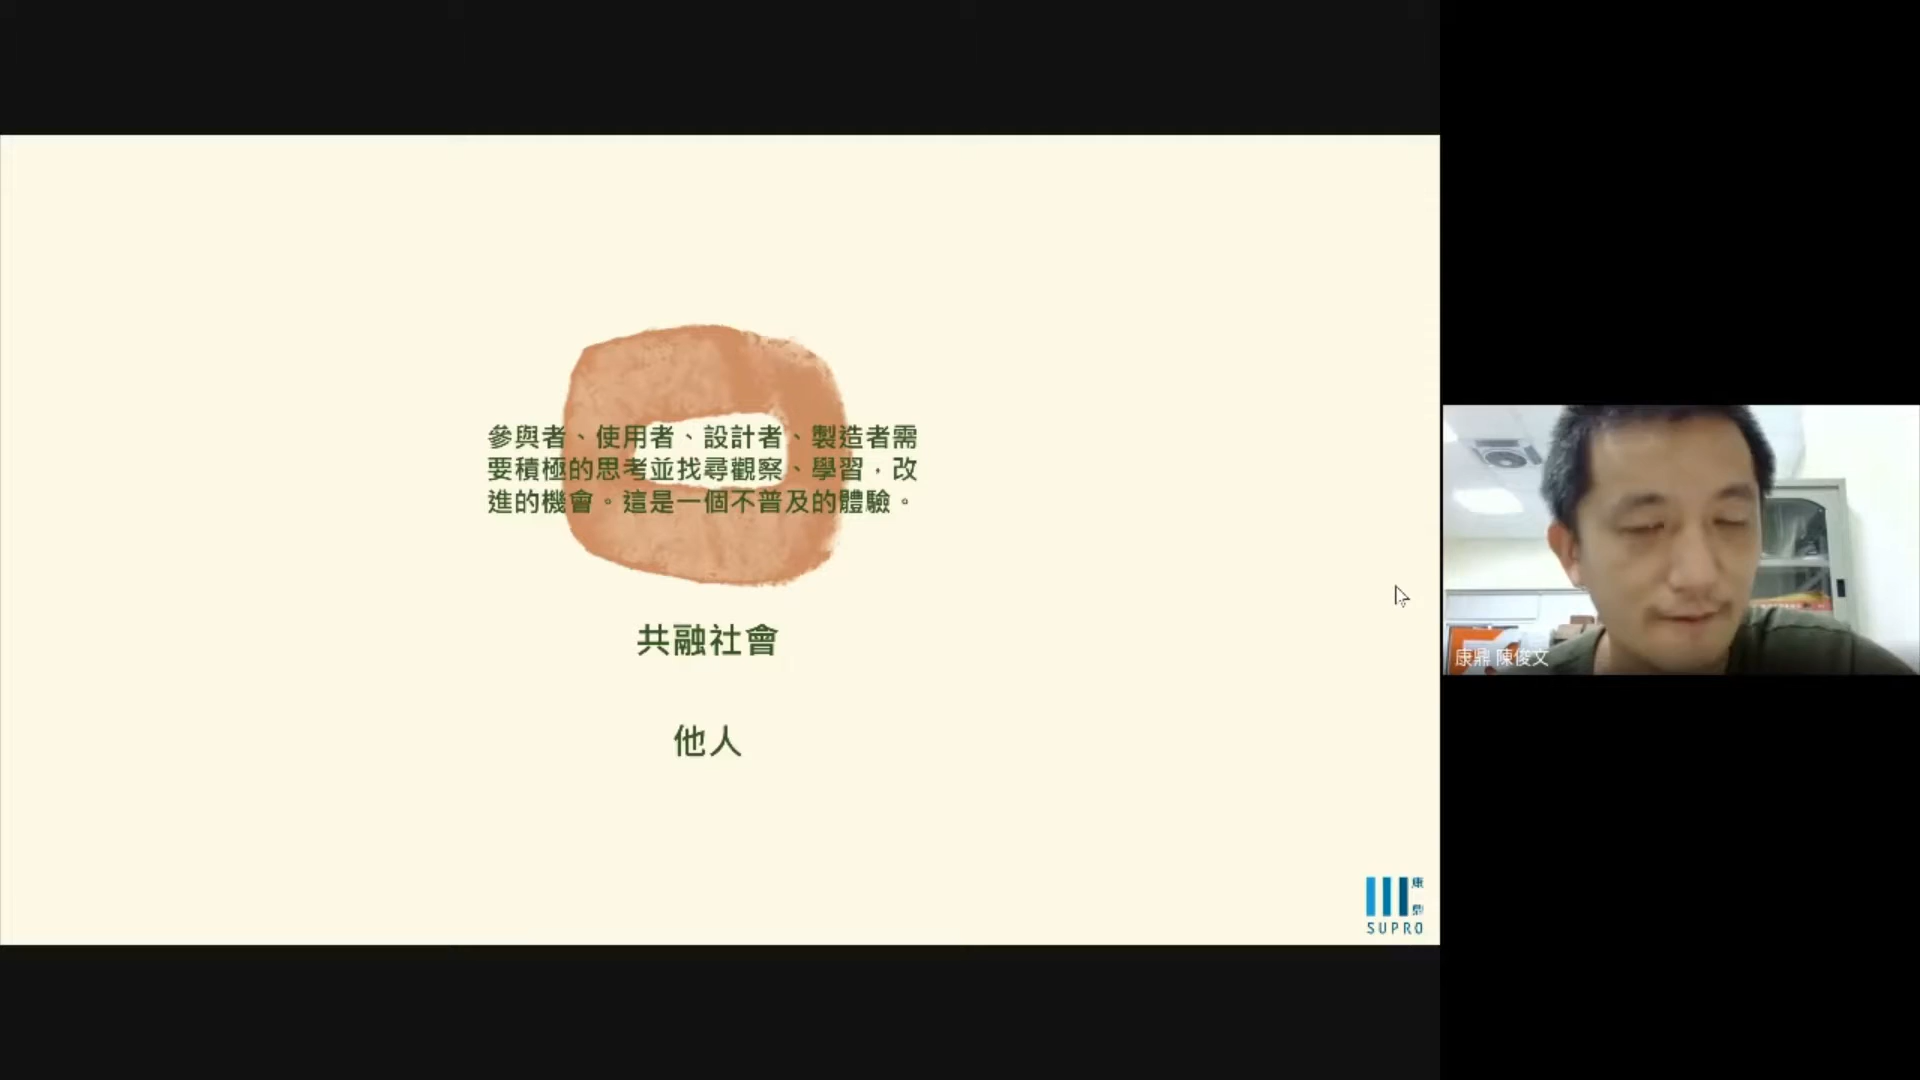 參與者、使用者、設計者、製造者需
要積極的思考並找尋觀察、學習，改
進的機會。這是一個不普及的體驗。
共融社會
他人
康鼎
SUPRO
康鼎 陳俊文